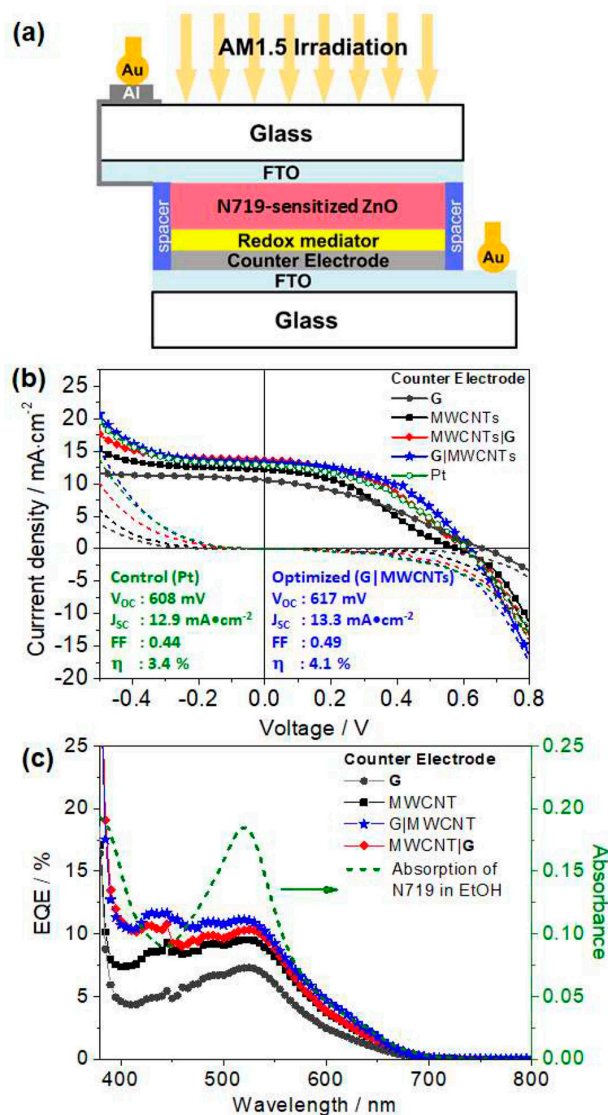 (a)
AM1.5 Irradiation
Au
Al
Glass
FTO
spacer
N719-sensitized ZnO
spacer
Redox mediator
Counter Electrode
Au
FTO
Glass
(b)
Currrent density / mA·cm-2
25
20
15
10
5
0
-5
-10
-15
-20
Counter Electrode
G
MWCNTs
MWCNTs|G
G|MWCNTs
Pt
Control (Pt)
VOC : 608 mV
JSC : 12.9 mA•cm-2
FF : 0.44
η : 3.4 %
Optimized (G|MWCNTs)
VOC : 617 mV
JSC : 13.3 mA•cm-2
FF : 0.49
η : 4.1 %
-0.4 -0.2 0.0 0.2 0.4 0.6 0.8
Voltage / V
(c)
EQE / %
25
20
15
10
5
0
Counter Electrode
G
MWCNT
G|MWCNT
MWCNT|G
Absorption of
N719 in EtOH
0.25
0.20
0.15
0.10
0.05
0.00
Absorbance
400 500 600 700 800
Wavelength / nm